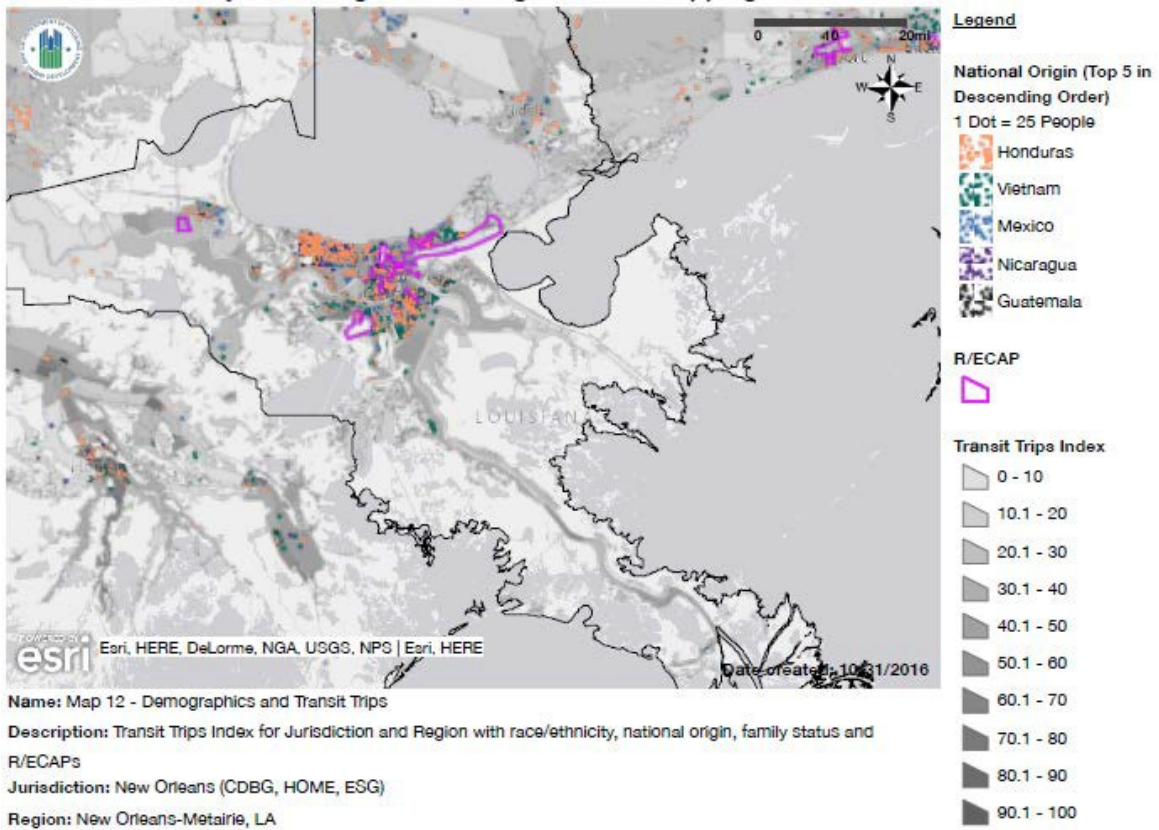 0 40 20mi
N
W E
S
LOUISIAN
POWERED BY
esri
Esri, HERE, DeLorme, NGA, USGS, NPS | Esri, HERE
Date created: 10/31/2016
Legend
National Origin (Top 5 in
Descending Order)
1 Dot = 25 People
Honduras
Vietnam
Mexico
Nicaragua
Guatemala
R/ECAP
Transit Trips Index
0 - 10
10.1 - 20
20.1 - 30
30.1 - 40
40.1 - 50
50.1 - 60
60.1 - 70
70.1 - 80
80.1 - 90
90.1 - 100
Name: Map 12 - Demographics and Transit Trips
Description: Transit Trips Index for Jurisdiction and Region with race/ethnicity, national origin, family status and
R/ECAPs
Jurisdiction: New Orleans (CDBG, HOME, ESG)
Region: New Orleans-Metairie, LA